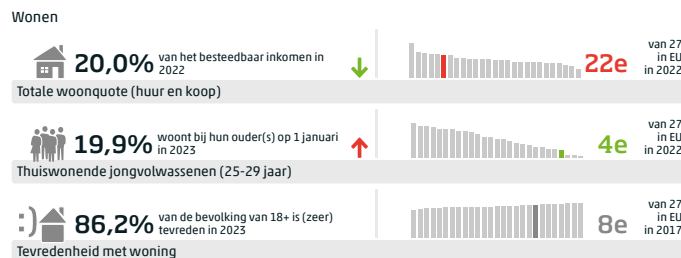 Wonen
20,0% van het besteedbaar inkomen in 2022
22e
van 27
in EU
in 2022
Totale woonquote (huur en koop)
19,9% woont bij hun ouder(s) op 1 januari in 2023
4e
van 27
in EU
in 2022
Thuiswonende jongvolwassenen (25-29 jaar)
:)
86,2% van de bevolking van 18+ is (zeer) tevreden in 2023
8e
van 27
in EU
in 2017
Tevredenheid met woning